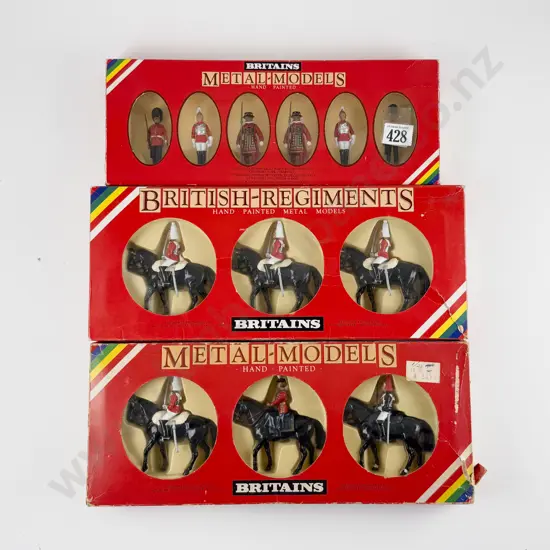 BRITAINS
METAL·MODELS
HAND PAINTED
428
BRITISH-REGIMENTS
HAND PAINTED METAL MODELS
BRITAINS
METAL·MODELS
· HAND · PAINTED ·
BRITAINS